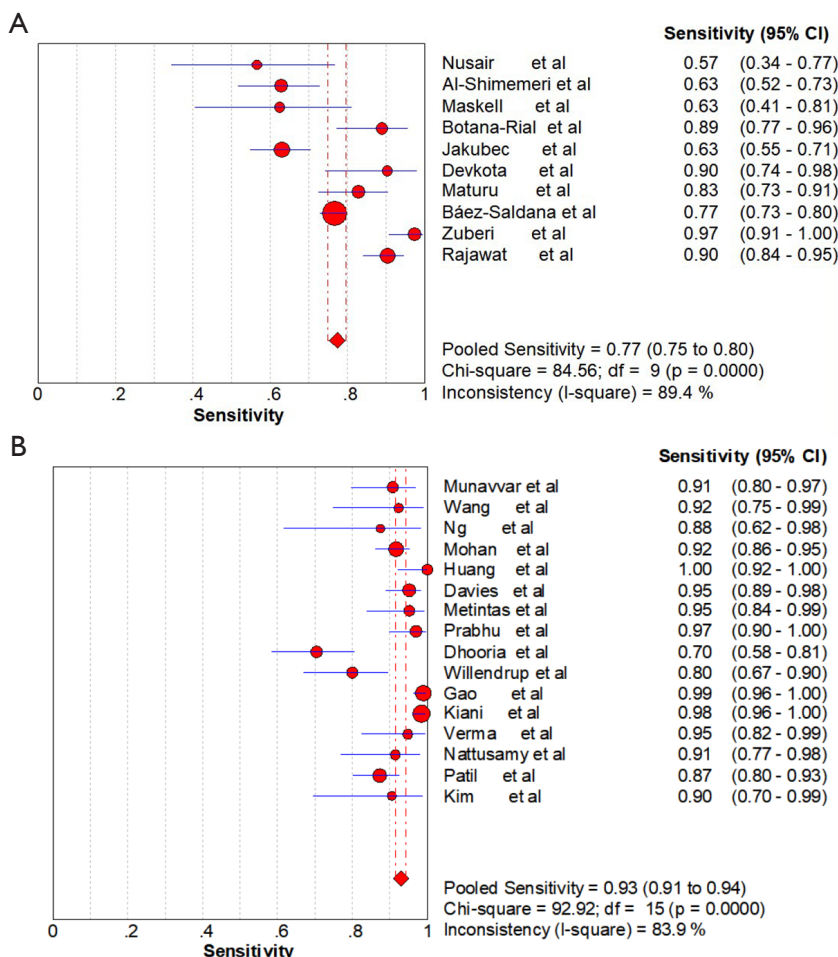 A
Sensitivity (95% CI)
Nusair et al 0.57 (0.34 - 0.77)
Al-Shimemeri et al 0.63 (0.52 - 0.73)
Maskell et al 0.63 (0.41 - 0.81)
Botana-Rial et al 0.89 (0.77 - 0.96)
Jakubec et al 0.63 (0.55 - 0.71)
Devkota et al 0.90 (0.74 - 0.98)
Maturu et al 0.83 (0.73 - 0.91)
Báez-Saldana et al 0.77 (0.73 - 0.80)
Zuberi et al 0.97 (0.91 - 1.00)
Rajawat et al 0.90 (0.84 - 0.95)
Pooled Sensitivity = 0.77 (0.75 to 0.80)
Chi-square = 84.56; df = 9 (p = 0.0000)
Inconsistency (I-square) = 89.4 %
0 .2 .4 .6 .8 1
Sensitivity
B
Sensitivity (95% CI)
Munavvar et al 0.91 (0.80 - 0.97)
Wang et al 0.92 (0.75 - 0.99)
Ng et al 0.88 (0.62 - 0.98)
Mohan et al 0.92 (0.86 - 0.95)
Huang et al 1.00 (0.92 - 1.00)
Davies et al 0.95 (0.89 - 0.98)
Metintas et al 0.95 (0.84 - 0.99)
Prabhu et al 0.97 (0.90 - 1.00)
Dhooria et al 0.70 (0.58 - 0.81)
Willendrup et al 0.80 (0.67 - 0.90)
Gao et al 0.99 (0.96 - 1.00)
Kiani et al 0.98 (0.96 - 1.00)
Verma et al 0.95 (0.82 - 0.99)
Nattusamy et al 0.91 (0.77 - 0.98)
Patil et al 0.87 (0.80 - 0.93)
Kim et al 0.90 (0.70 - 0.99)
Pooled Sensitivity = 0.93 (0.91 to 0.94)
Chi-square = 92.92; df = 15 (p = 0.0000)
Inconsistency (I-square) = 83.9 %
0 .2 .4 .6 .8 1
Sensitivity